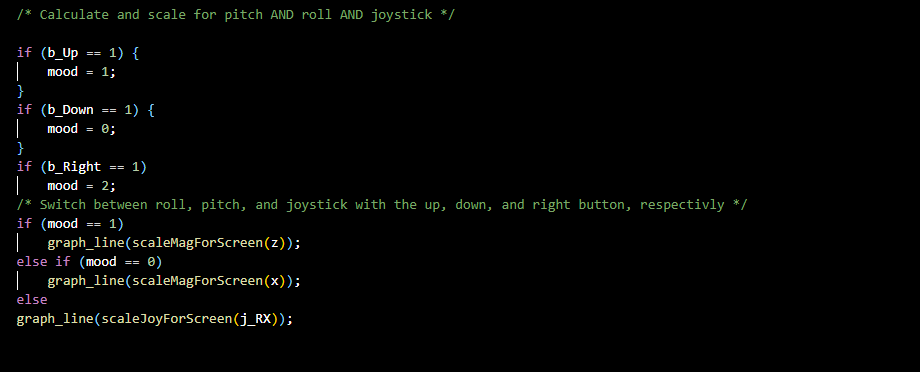 /* Calculate and scale for pitch AND roll AND joystick */
if (b_Up == 1) {
mood = 1;
}
if (b_Down == 1) {
mood = 0;
}
if (b_Right == 1)
mood = 2;
/* Switch between roll, pitch, and joystick with the up, down, and right button, respectivly */
if (mood == 1)
graph_line(scaleMagForScreen(z));
else if (mood == 0)
graph_line(scaleMagForScreen(x));
else
graph_line(scaleJoyForScreen(j_RX));